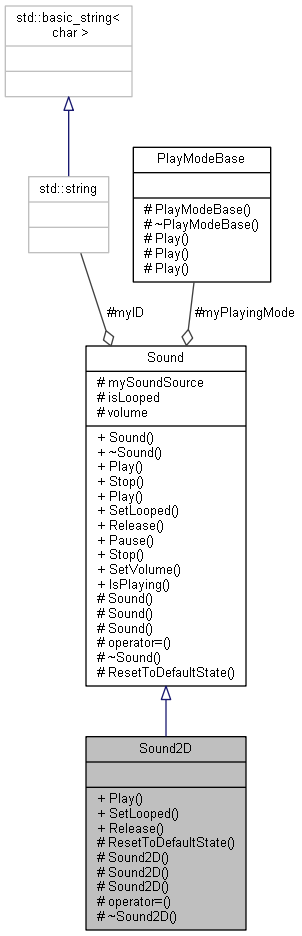 std::basic_string<
char >
std::string
PlayModeBase
# PlayModeBase()
# ~PlayModeBase()
# Play()
# Play()
# Play()
#myID
#myPlayingMode
Sound
# mySoundSource
# isLooped
# volume
+ Sound()
+ ~Sound()
+ Play()
+ Stop()
+ Play()
+ SetLooped()
+ Release()
+ Pause()
+ Stop()
+ SetVolume()
+ IsPlaying()
# Sound()
# Sound()
# Sound()
# operator=()
# ~Sound()
# ResetToDefaultState()
Sound2D
+ Play()
+ SetLooped()
+ Release()
# ResetToDefaultState()
# Sound2D()
# Sound2D()
# Sound2D()
# operator=()
# ~Sound2D()